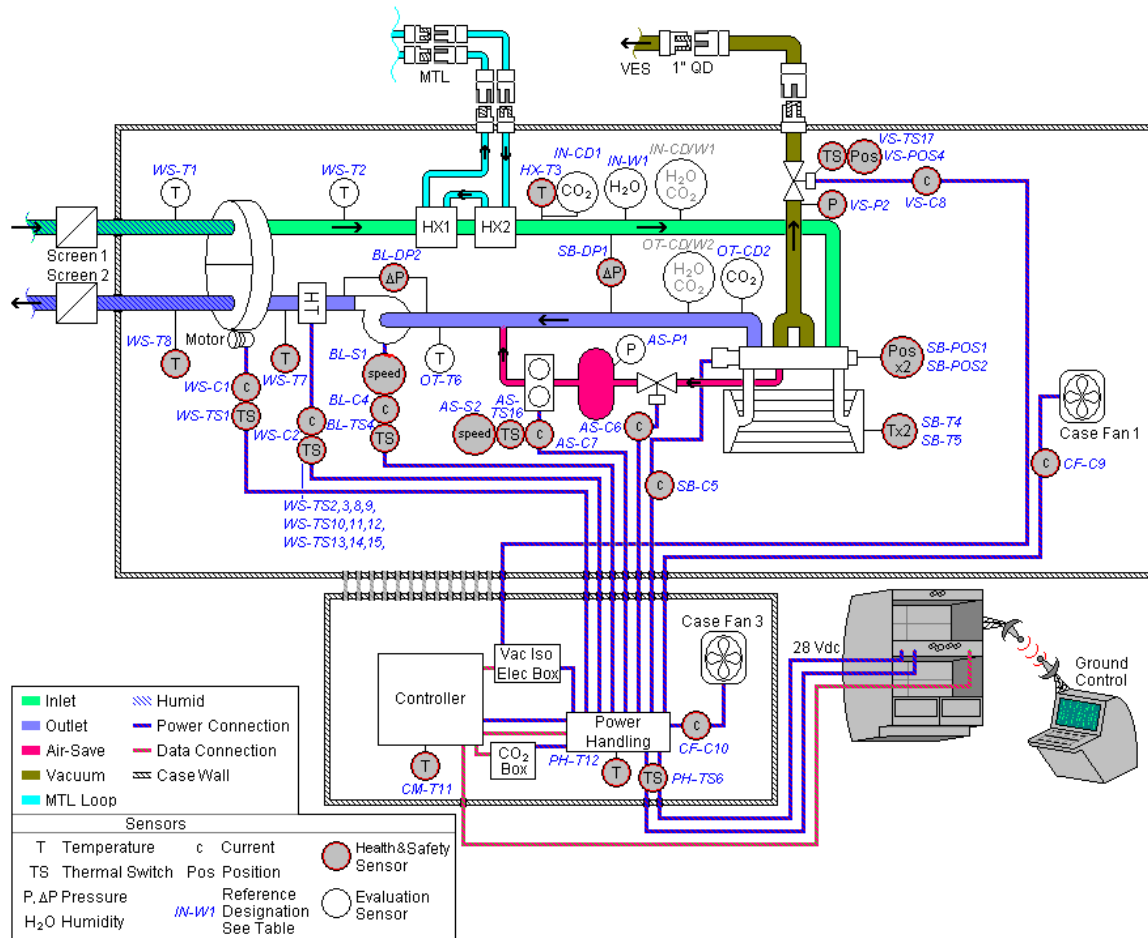 VES
1" QD
MTL
VS-TS17
TS
Pos
VS-POS4
c
VS-C8
P
VS-P2
WS-T1
T
WS-T2
T
HX-T3
T
IN-CD1
CO2
IN-W1
H2O
IN-CD/W1
H2O
CO2
Screen 1
Screen 2
HX1
HX2
BL-DP2
ΔP
SB-DP1
ΔP
OT-CD/W2
H2O
CO2
OT-CD2
CO2
HT
WS-T8
T
Motor
WS-T7
T
BL-S1
speed
OT-T6
T
AS-P1
P
Pos
x2
SB-POS1
SB-POS2
WS-C1
c
WS-TS1
TS
WS-C2
c
TS
BL-C4
c
BL-TS4
TS
AS-S2
speed
AS-
TS16
TS
c
AS-C7
AS-C6
c
Tx2
SB-T4
SB-T5
Case Fan 1
c
CF-C9
c
SB-C5
WS-TS2,3,8,9,
WS-TS10,11,12,
WS-TS13,14,15,
Case Fan 3
28 Vdc
Ground
Control
Vac Iso
Elec Box
Controller
Power
Handling
c
CF-C10
CO2
Box
PH-T12
T
TS
PH-TS6
T
CM-T11
Inlet
Humid
Outlet
Power Connection
Air-Save
Data Connection
Vacuum
Case Wall
MTL Loop
Sensors
T Temperature
c Current
Health&Safety
Sensor
TS Thermal Switch
Pos Position
P, ΔP Pressure
IN-W1
Reference
Designation
See Table
Evaluation
Sensor
H2O Humidity